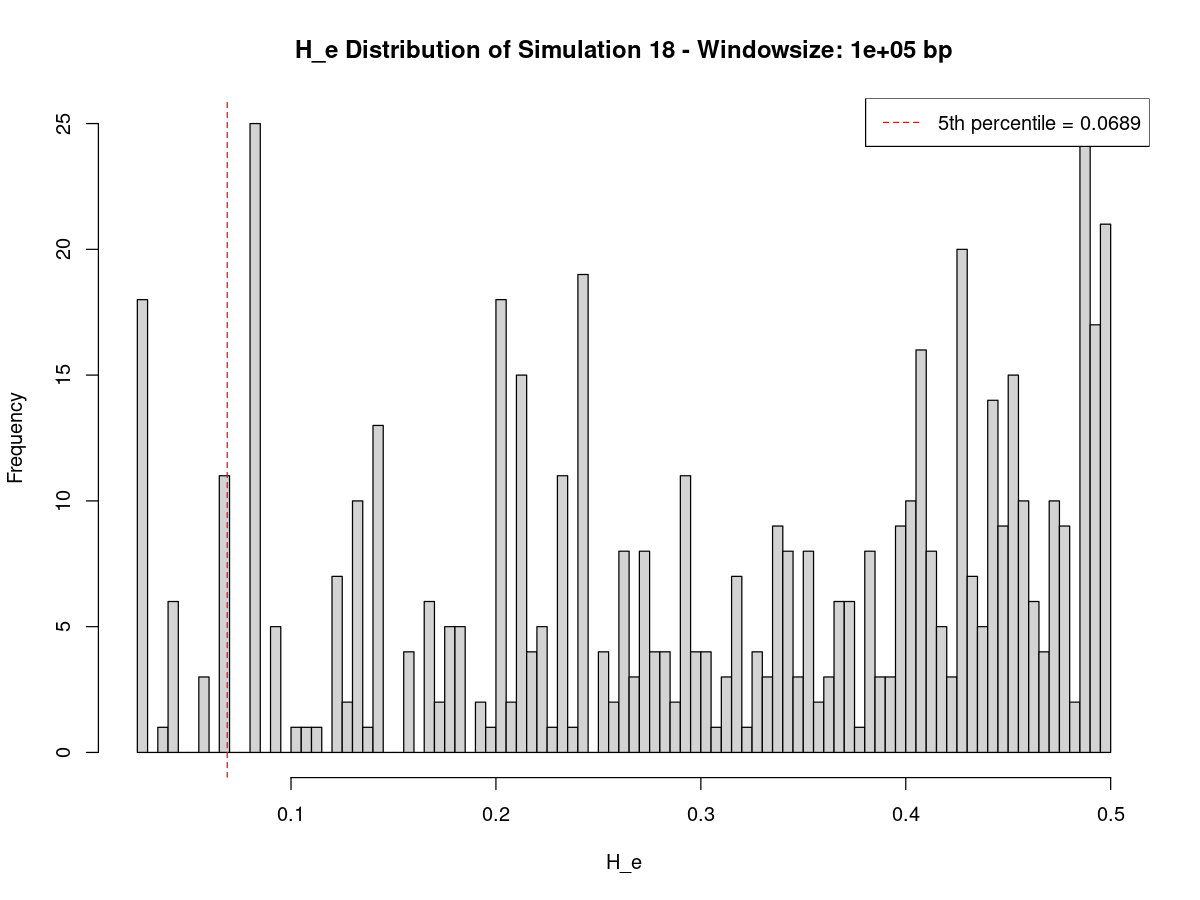 H_e Distribution of Simulation 18 - Windowsize: 1e+05 bp
5th percentile = 0.0689
Frequency
25
20
15
10
5
0
0.1 0.2 0.3 0.4 0.5
H_e